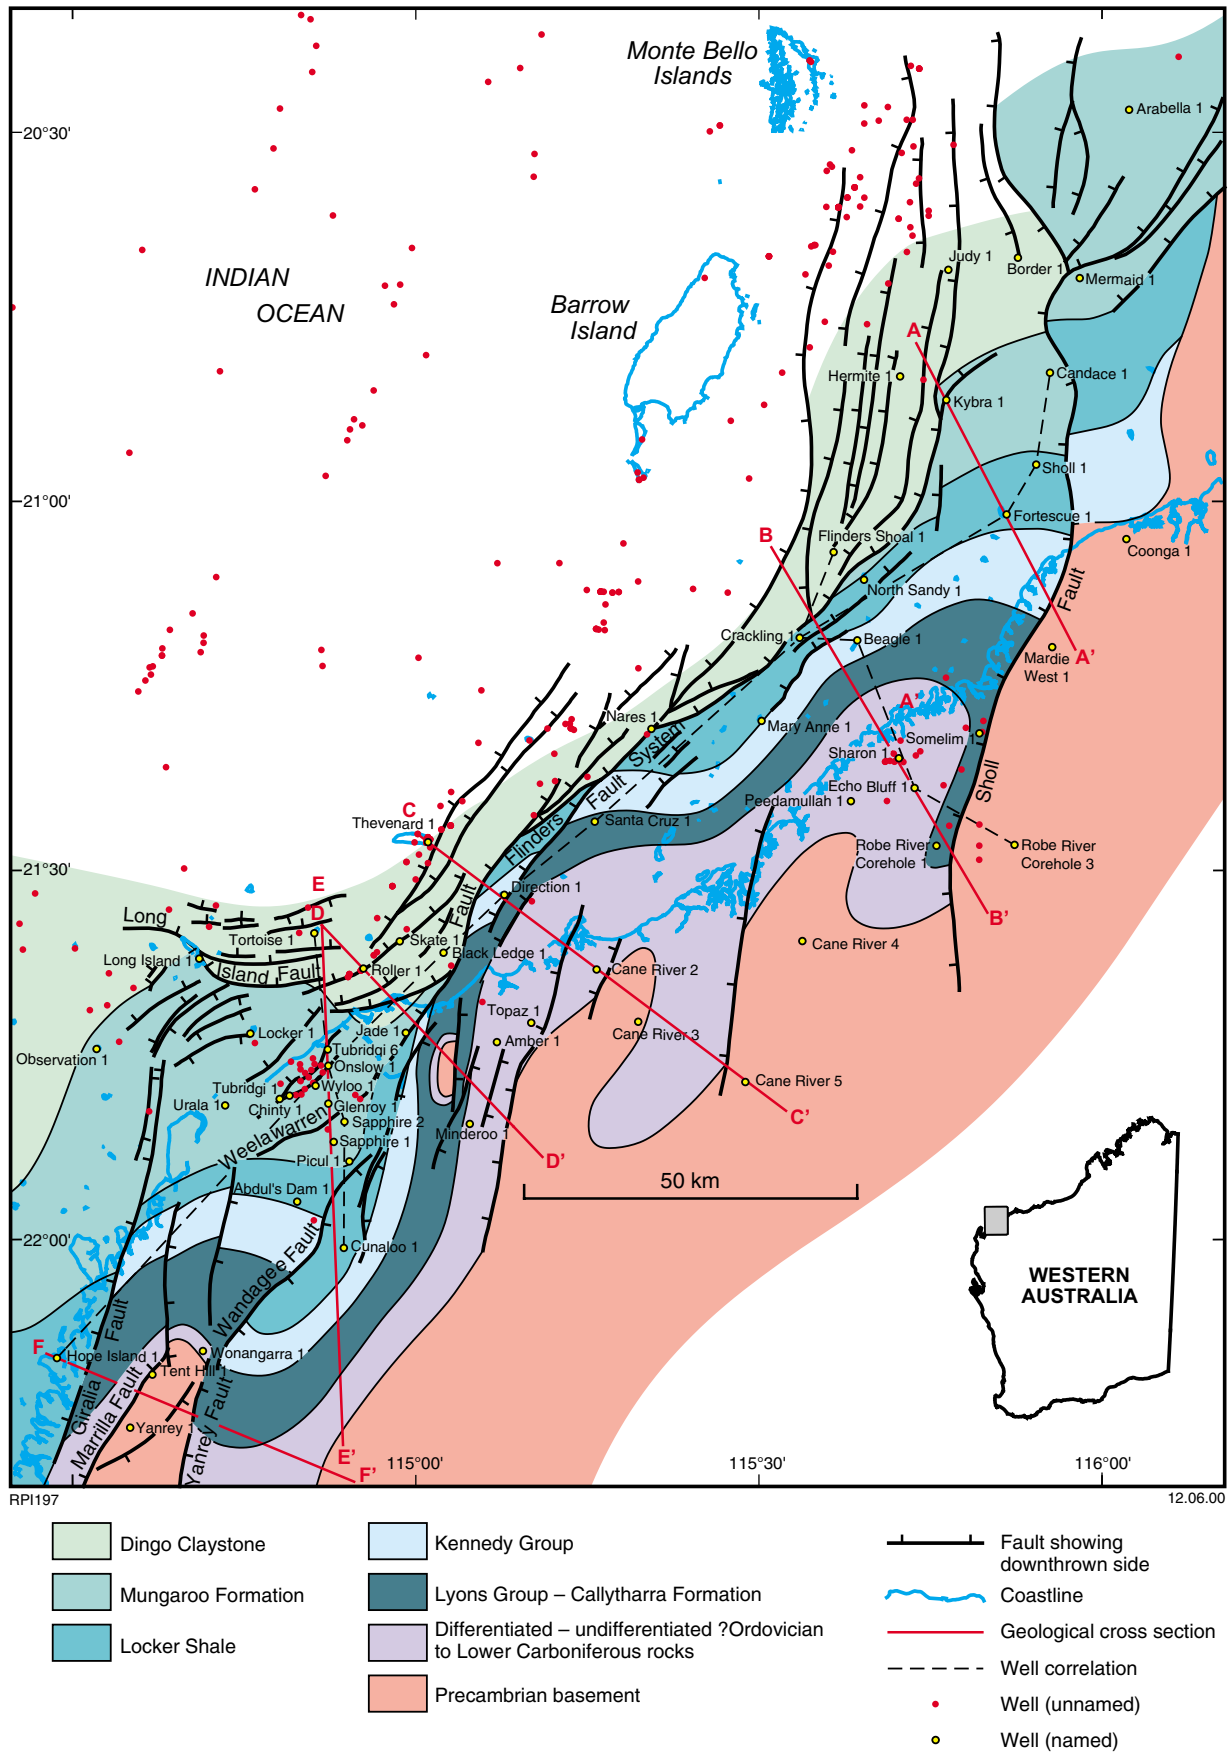 Monte Bello
Islands
Arabella 1
20°30'
INDIAN
OCEAN
Barrow
Island
Judy 1
Border 1
Mermaid 1
A
Hermite 1
Candace 1
Kybra 1
Sholl 1
21°00'
Fortescue 1
B
Flinders Shoal 1
Coonga 1
North Sandy 1
Fault
Crackling 1
Beagle 1
Mardie
West 1
A'
A'
Nares 1
Mary Anne 1
System
Somelim 1
Sharon 1
Sholl
Echo Bluff 1
Peedamullah 1
Fault
C
Thevenard 1
Santa Cruz 1
Flinders
Robe River
Corehole 1
Robe River
Corehole 3
21°30'
E
D
Direction 1
Fault
B'
Long
Tortoise 1
Skate 1
Cane River 4
Black Ledge 1
Long Island 1
Island Fault
Roller 1
Cane River 2
Topaz 1
Jade 1
Locker 1
Cane River 3
Amber 1
Observation 1
Tubridgi 6
Onslow 1
Cane River 5
Tubridgi 1
Wyloo 1
Urala 1
Chinty 1
Glenroy 1
C'
Sapphire 2
Minderoo 1
Weelawarren
Sapphire 1
Picul 1
D'
50 km
Abdul's Dam 1
22°00'
Cunaloo 1
Wandagee Fault
WESTERN
AUSTRALIA
Fault
F
Hope Island 1
Wonangarra 1
Tent Hill 1
Giralia
Marrilla Fault
Yanrey 1
Yanrey Fault
E'
F'
115°00'
115°30'
116°00'
RPI197
12.06.00
Dingo Claystone
Mungaroo Formation
Locker Shale
Kennedy Group
Lyons Group – Callytharra Formation
Differentiated – undifferentiated ?Ordovician
to Lower Carboniferous rocks
Precambrian basement
Fault showing
downthrown side
Coastline
Geological cross section
Well correlation
Well (unnamed)
Well (named)